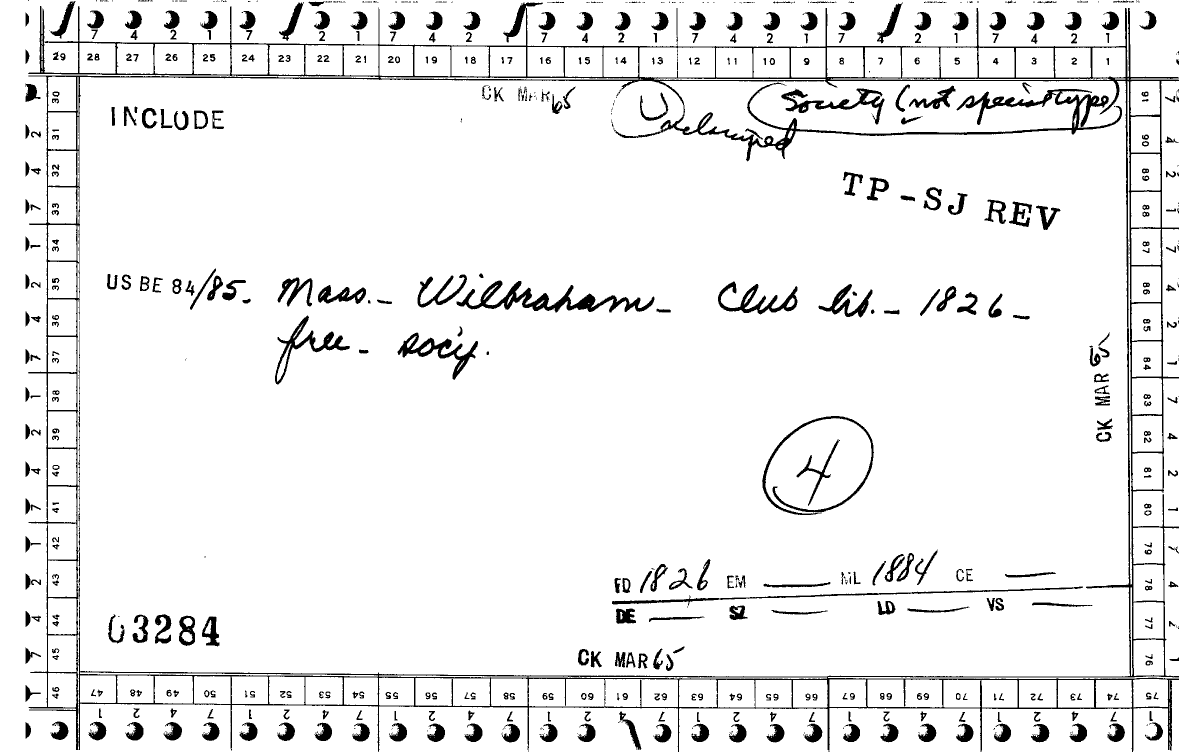 7 4 2 1 7 4 2 1 7 4 2 1 7 4 2 1 7 4 2 1 7 4 2 1 7 4 2 1
29 28 27 26 25 24 23 22 21 20 19 18 17 16 15 14 13 12 11 10 9 8 7 6 5 4 3 2 1
CK MAR 65
Society (not special type)
INCLUDE
TP-SJ REV
US BE 84/85. Mass. - Wilbraham - Club lib. - 1826 -
free - socy.
CK MAR
4
FD 1826 EM — ML 1884 CE —
DE — SZ — LD — VS —
03284
CK MAR 65
30 31 32 33 34 35 36 37 38 39 40 41 42 43 44 45 46
91 90 89 88 87 86 85 84 83 82 81 80 79 78 77 76 75
47 48 49 50 51 52 53 54 55 56 57 58 59 60 61 62 63 64 65 66 67 68 69 70 71 72 73 74
1 2 4 7 1 2 4 7 1 2 4 7 1 2 4 7 1 2 4 7 1 2 4 7 1 2 4 7